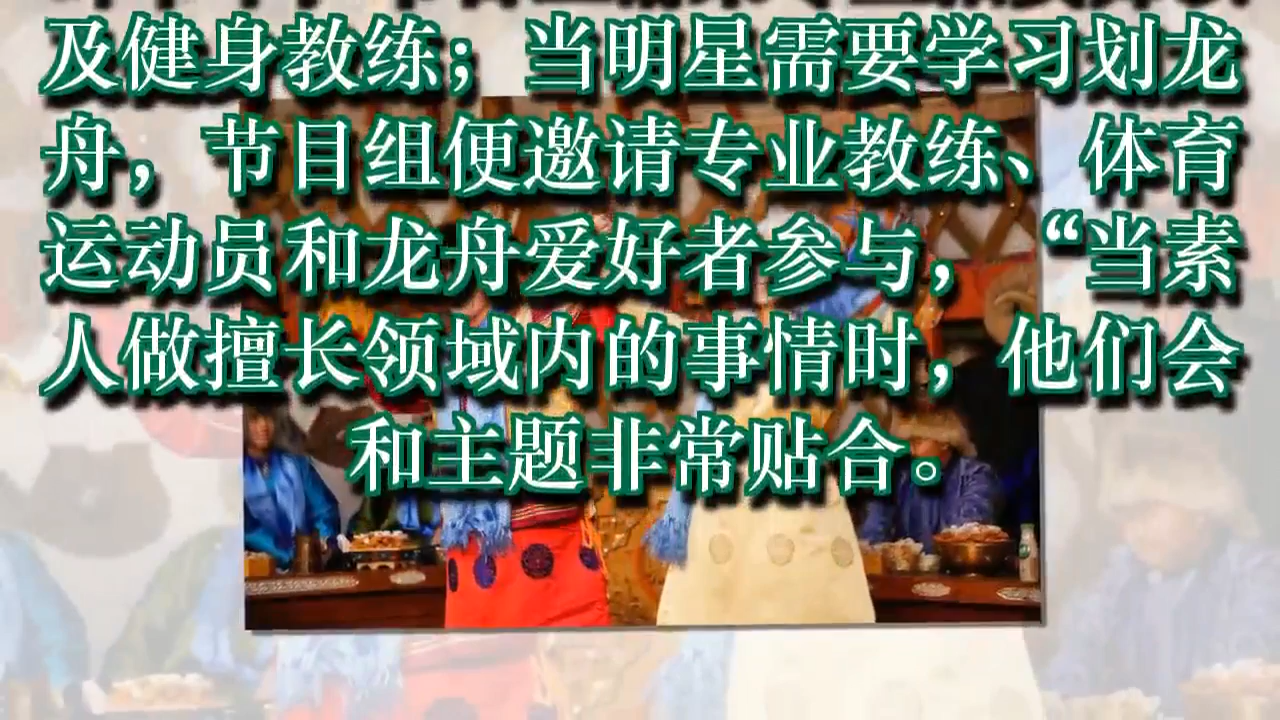 及健身教练；当明星需要学习划龙
舟，节目组便邀请专业教练、体育
运动员和龙舟爱好者参与，“当素
人做擅长领域内的事情时，他们会
和主题非常贴合。